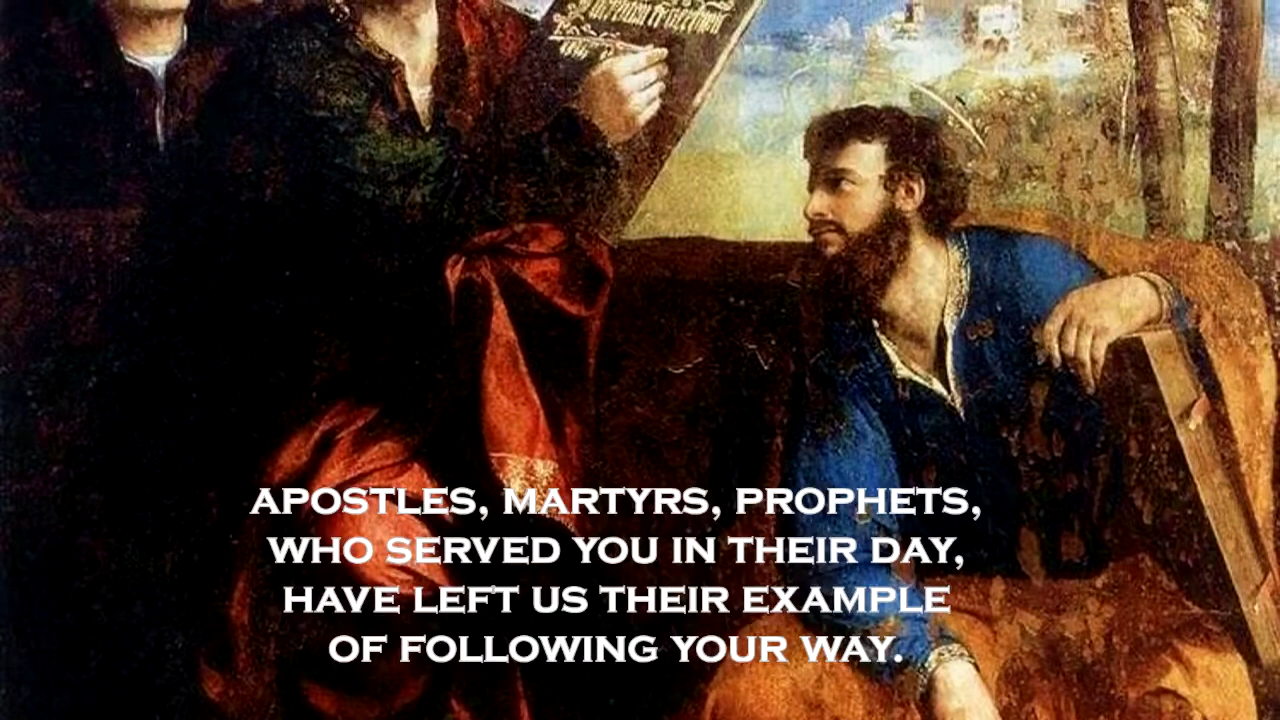 APOSTLES, MARTYRS, PROPHETS,
WHO SERVED YOU IN THEIR DAY,
HAVE LEFT US THEIR EXAMPLE
OF FOLLOWING YOUR WAY.